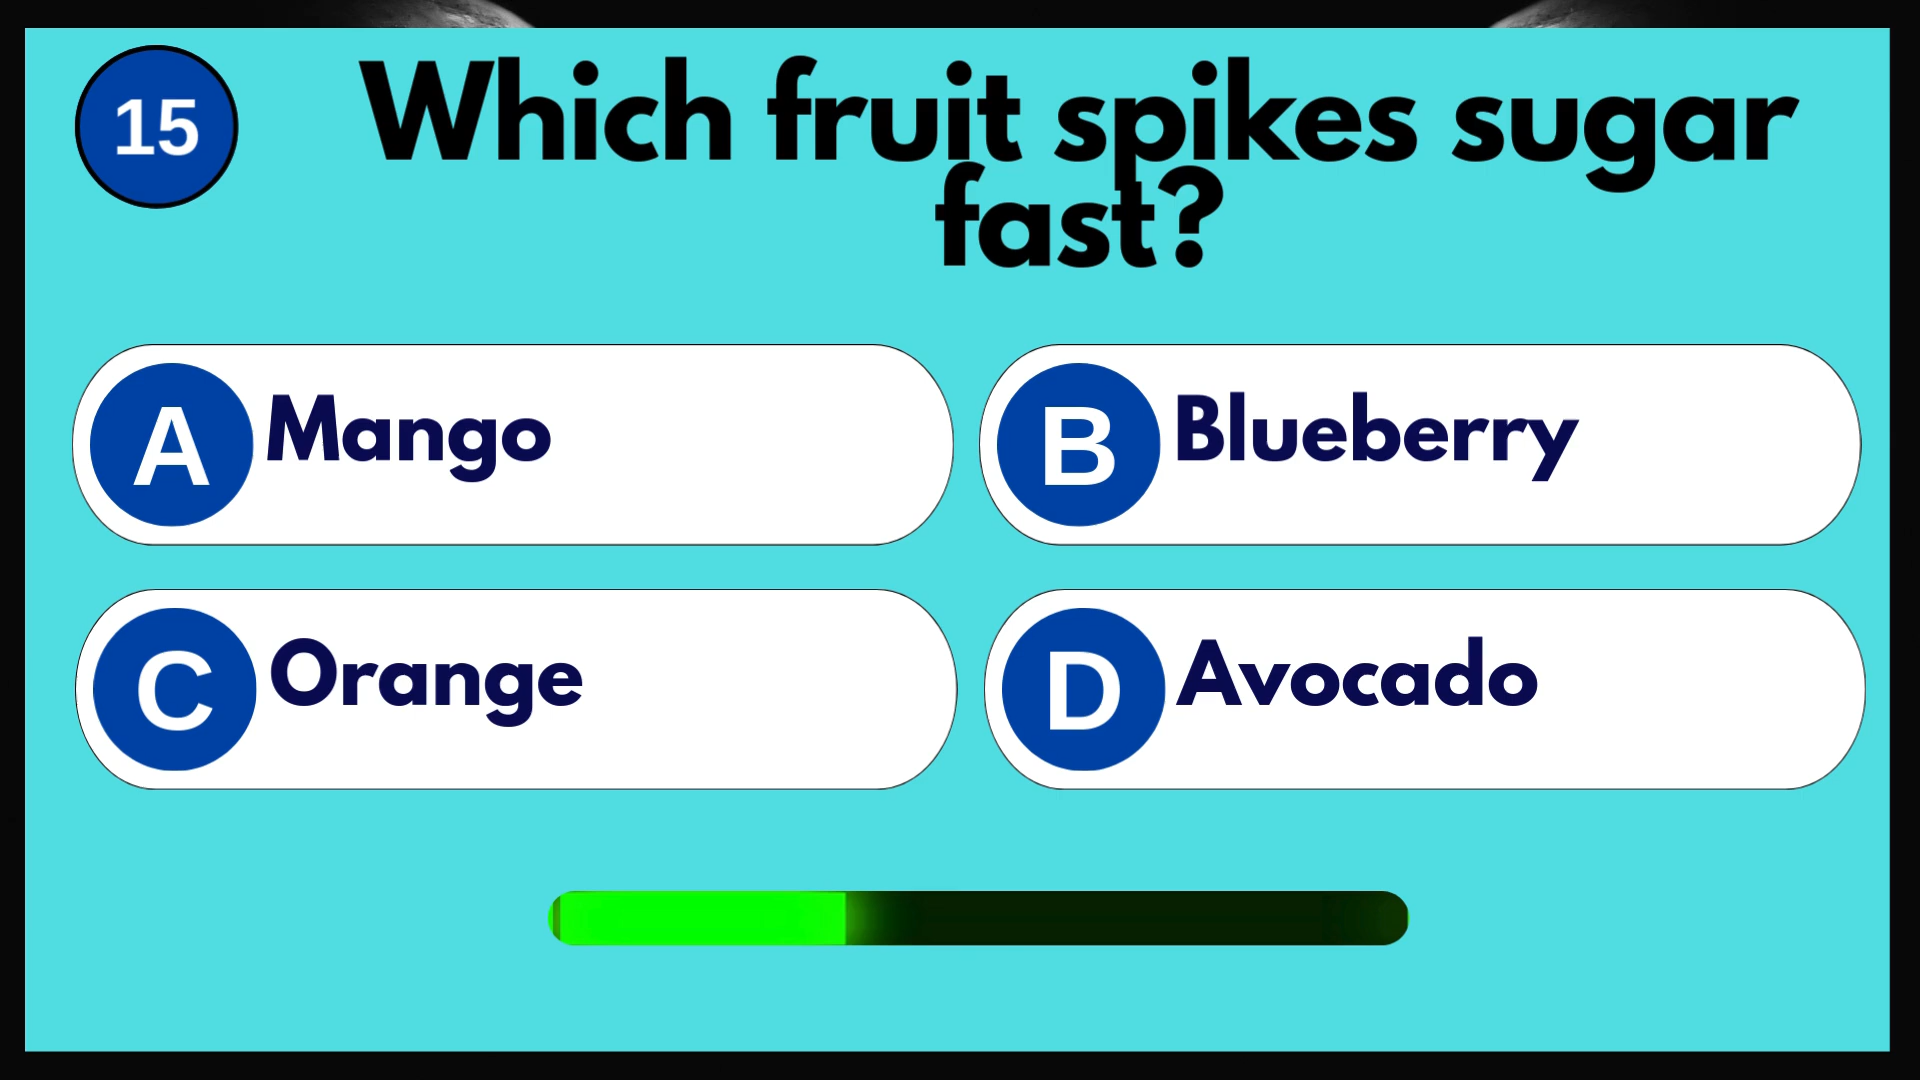 15
Which fruit spikes sugar
fast?
A Mango
B Blueberry
C Orange
D Avocado